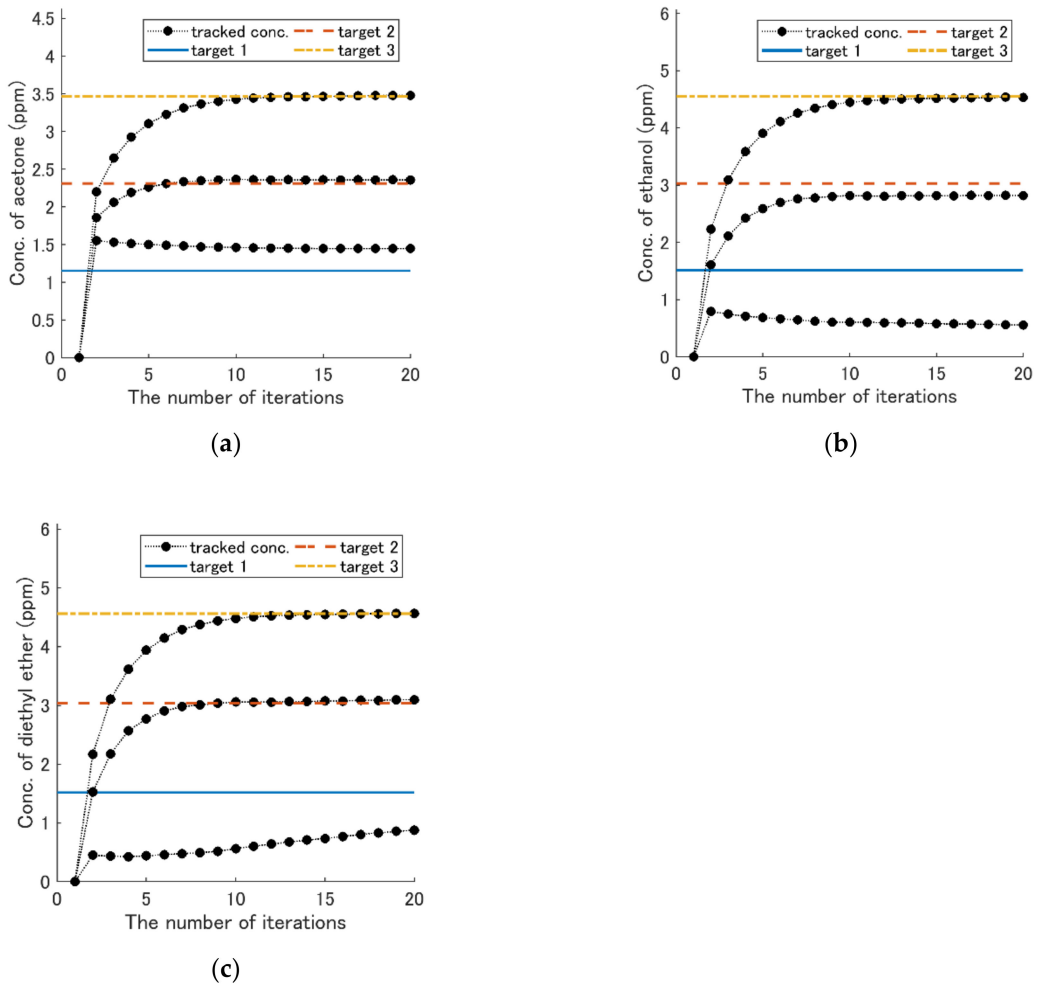 tracked conc.
target 1
target 2
target 3
Conc. of acetone (ppm)
4.5
4
3.5
3
2.5
2
1.5
1
0.5
0
0 5 10 15 20
The number of iterations
(a)
tracked conc.
target 1
target 2
target 3
Conc. of ethanol (ppm)
6
5
4
3
2
1
0
0 5 10 15 20
The number of iterations
(b)
tracked conc.
target 1
target 2
target 3
Conc. of diethyl ether (ppm)
6
5
4
3
2
1
0
0 5 10 15 20
The number of iterations
(c)